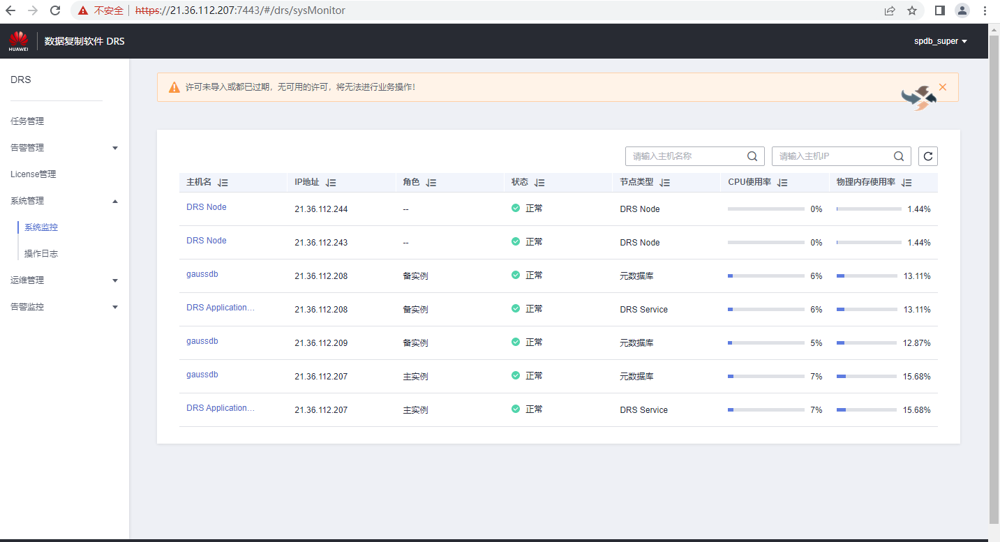 不安全 https://21.36.112.207:7443/#/drs/sysMonitor
HUAWEI 数据复制软件 DRS spdb_super
DRS
任务管理
告警管理
License管理
系统管理
系统监控
操作日志
运维管理
告警监控
许可未导入或都已过期，无可用的许可，将无法进行业务操作！
请输入主机名称 请输入主机IP
主机名 IP地址 角色 状态 节点类型 CPU使用率 物理内存使用率
DRS Node 21.36.112.244 -- 正常 DRS Node 0% 1.44%
DRS Node 21.36.112.243 -- 正常 DRS Node 0% 1.44%
gaussdb 21.36.112.208 备实例 正常 元数据库 6% 13.11%
DRS Application... 21.36.112.208 备实例 正常 DRS Service 6% 13.11%
gaussdb 21.36.112.209 备实例 正常 元数据库 5% 12.87%
gaussdb 21.36.112.207 主实例 正常 元数据库 7% 15.68%
DRS Application... 21.36.112.207 主实例 正常 DRS Service 7% 15.68%